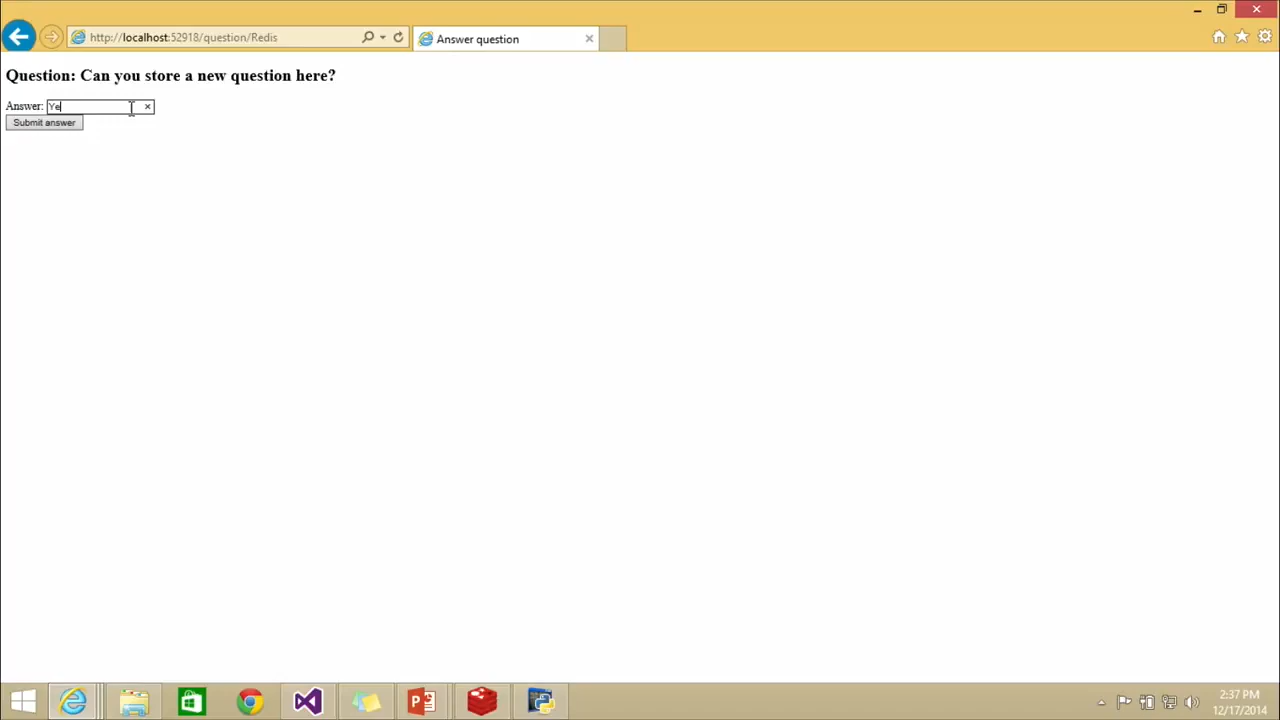 http://localhost:52918/question/Redis
Answer question
Question: Can you store a new question here?
Answer: Ye
Submit answer
2:37 PM
12/17/2014